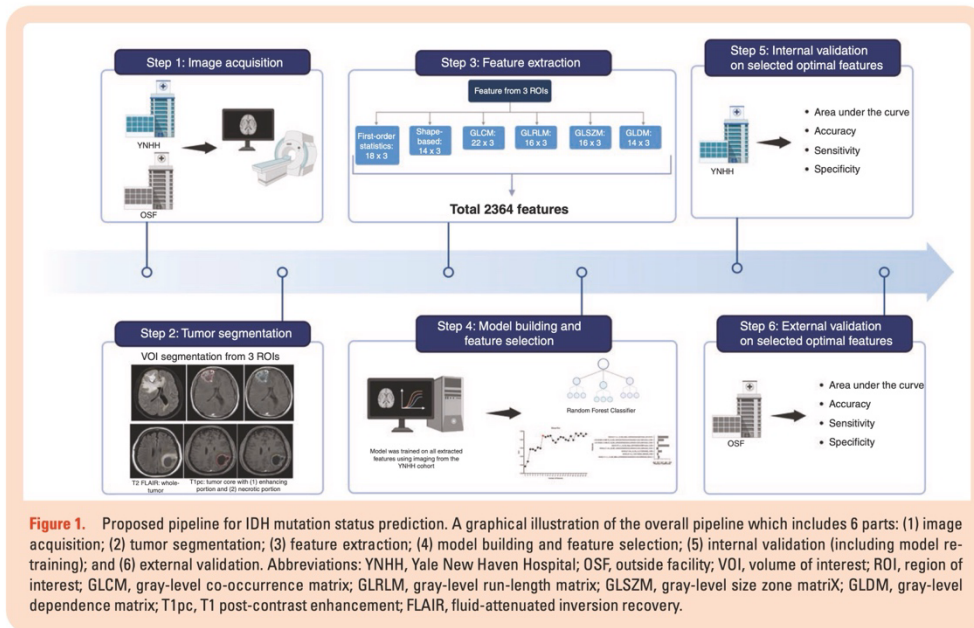 Step 1: Image acquisition
YNHH
OSF
Step 3: Feature extraction
Feature from 3 ROIs
First-order
statistics:
18 x 3
Shape-
based:
14 x 3
GLCM:
22 x 3
GLRLM:
16 x 3
GLSZM:
16 x 3
GLDM:
14 x 3
Total 2364 features
Step 5: Internal validation
on selected optimal features
YNHH
• Area under the curve
• Accuracy
• Sensitivity
• Specificity
Step 2: Tumor segmentation
VOI segmentation from 3 ROIs
T2 FLAIR: whole-
tumor
T1pc: tumor core with (1) enhancing
portion and (2) necrotic portion
Step 4: Model building and
feature selection
Model was trained on all extracted
features using imaging from the
YNHH cohort
Random Forest Classifier
Step 6: External validation
on selected optimal features
OSF
• Area under the curve
• Accuracy
• Sensitivity
• Specificity
Figure 1. Proposed pipeline for IDH mutation status prediction. A graphical illustration of the overall pipeline which includes 6 parts: (1) image
acquisition; (2) tumor segmentation; (3) feature extraction; (4) model building and feature selection; (5) internal validation (including model re-
training); and (6) external validation. Abbreviations: YNHH, Yale New Haven Hospital; OSF, outside facility; VOI, volume of interest; ROI, region of
interest; GLCM, gray-level co-occurrence matrix; GLRLM, gray-level run-length matrix; GLSZM, gray-level size zone matriX; GLDM, gray-level
dependence matrix; T1pc, T1 post-contrast enhancement; FLAIR, fluid-attenuated inversion recovery.